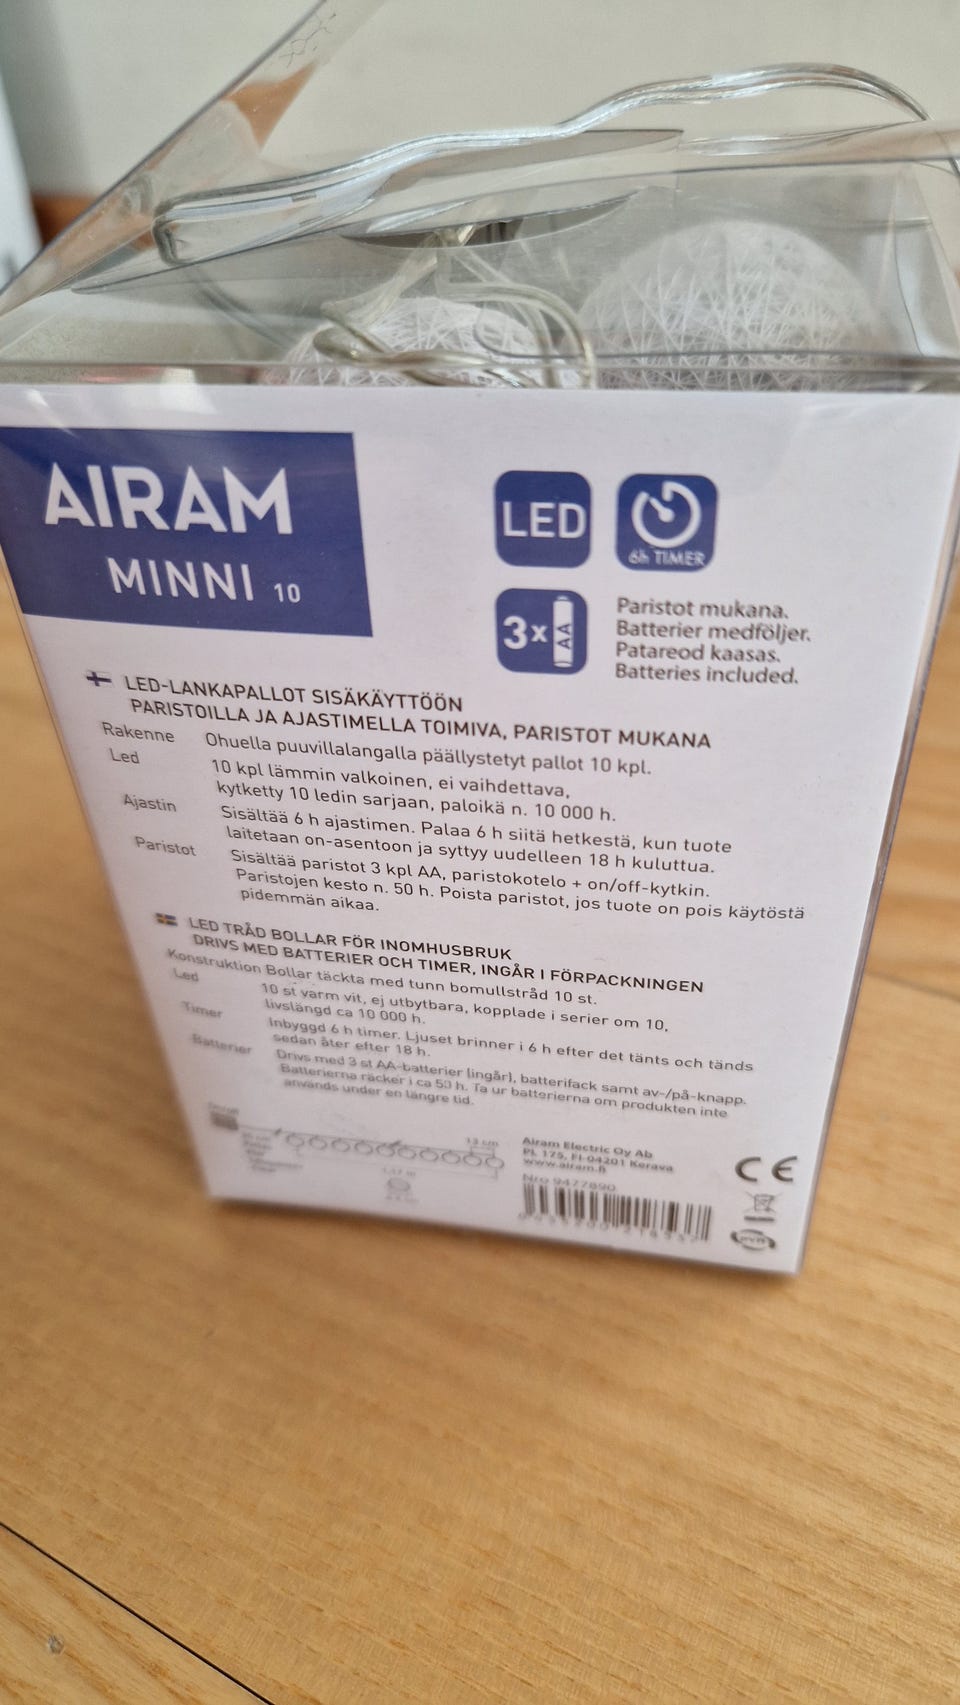 AIRAM
MINNI 10
LED
6h TIMER
3x AA
Paristot mukana.
Batterier medföljer.
Patareod kaasas.
Batteries included.
LED-LANKAPALLOT SISÄKÄYTTÖÖN
PARISTOILLA JA AJASTIMELLA TOIMIVA, PARISTOT MUKANA
Rakenne Ohuella puuvillalangalla päällystetyt pallot 10 kpl.
Led 10 kpl lämmin valkoinen, ei vaihdettava,
kytketty 10 ledin sarjaan, paloikä n. 10 000 h.
Ajastin Sisältää 6 h ajastimen. Palaa 6 h siitä hetkestä, kun tuote
laitetaan on-asentoon ja syttyy uudelleen 18 h kuluttua.
Paristot Sisältää paristot 3 kpl AA, paristokotelo + on/off-kytkin.
Paristojen kesto n. 50 h. Poista paristot, jos tuote on pois käytöstä
pidemmän aikaa.
LED TRÅD BOLLAR FÖR INOMHUSBRUK
DRIVS MED BATTERIER OCH TIMER, INGÅR I FÖRPACKNINGEN
Konstruktion Bollar täckta med tunn bomullstråd 10 st.
Led 10 st varm vit, ej utbytbara, kopplade i serier om 10,
livslängd ca 10 000 h.
Timer Inbyggd 6 h timer. Ljuset brinner i 6 h efter det tänts och tänds
sedan åter efter 18 h.
Batterier Drivs med 3 st AA-batterier (ingår), batterifack samt av-/på-knapp.
Batterierna räcker i ca 50 h. Ta ur batterierna om produkten inte
används under en längre tid.
13 cm
Airam Electric Oy Ab
PL 175, FI-04201 Kerava
www.airam.fi
Nro 9477890
CE